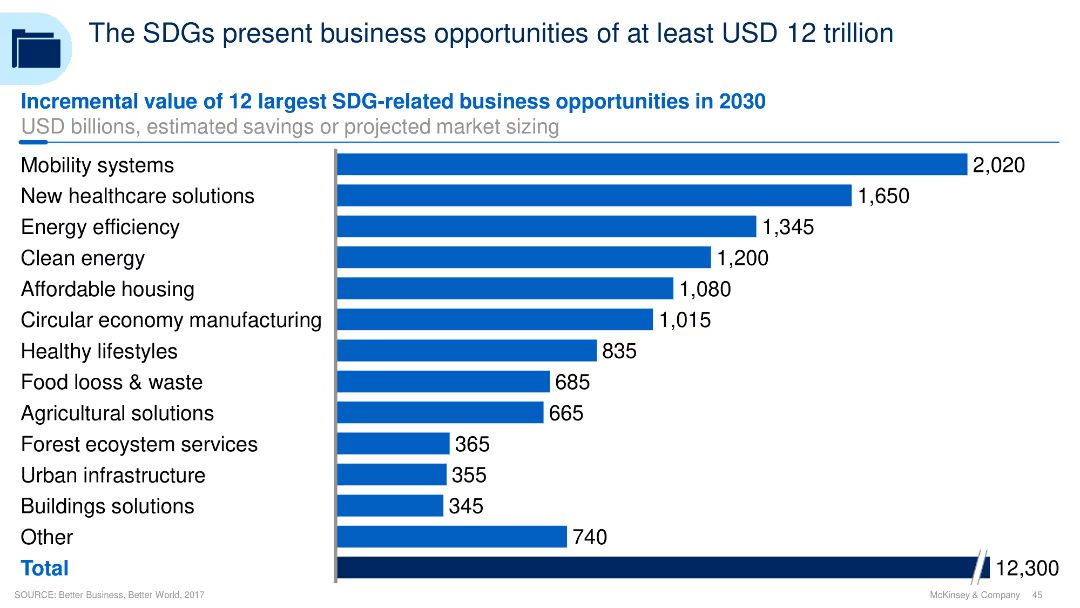 The SDGs present business opportunities of at least USD 12 trillion
Incremental value of 12 largest SDG-related business opportunities in 2030
USD billions, estimated savings or projected market sizing
Mobility systems 2,020
New healthcare solutions 1,650
Energy efficiency 1,345
Clean energy 1,200
Affordable housing 1,080
Circular economy manufacturing 1,015
Healthy lifestyles 835
Food looss & waste 685
Agricultural solutions 665
Forest ecoystem services 365
Urban infrastructure 355
Buildings solutions 345
Other 740
Total 12,300
SOURCE: Better Business, Better World, 2017 McKinsey & Company 45